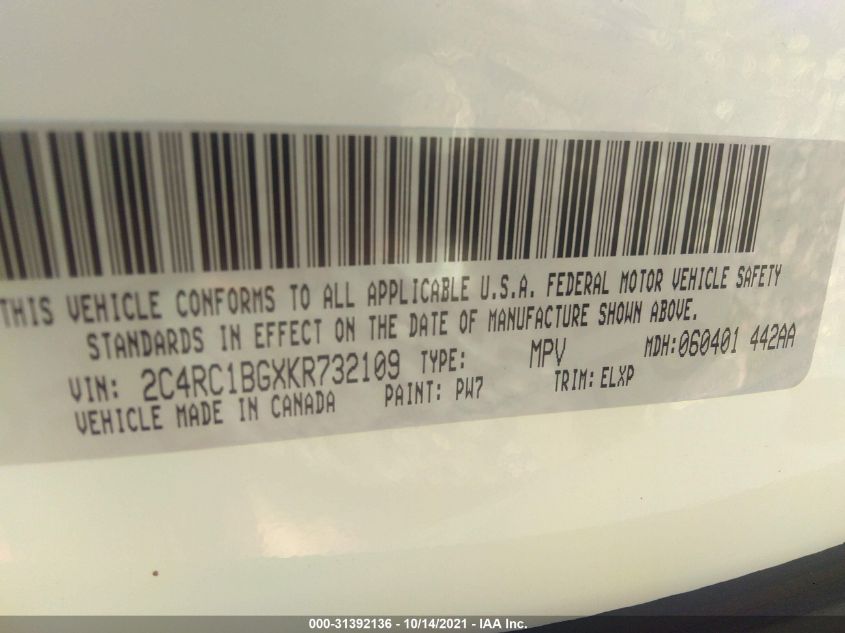 THIS VEHICLE CONFORMS TO ALL APPLICABLE U.S.A. FEDERAL MOTOR VEHICLE SAFETY
STANDARDS IN EFFECT ON THE DATE OF MANUFACTURE SHOWN ABOVE.
VIN: 2C4RC1BGXKR732109 TYPE: MPV MDH:060401 442AA
VEHICLE MADE IN CANADA PAINT: PW7 TRIM: ELXP
000-31392136 - 10/14/2021 - IAA Inc.